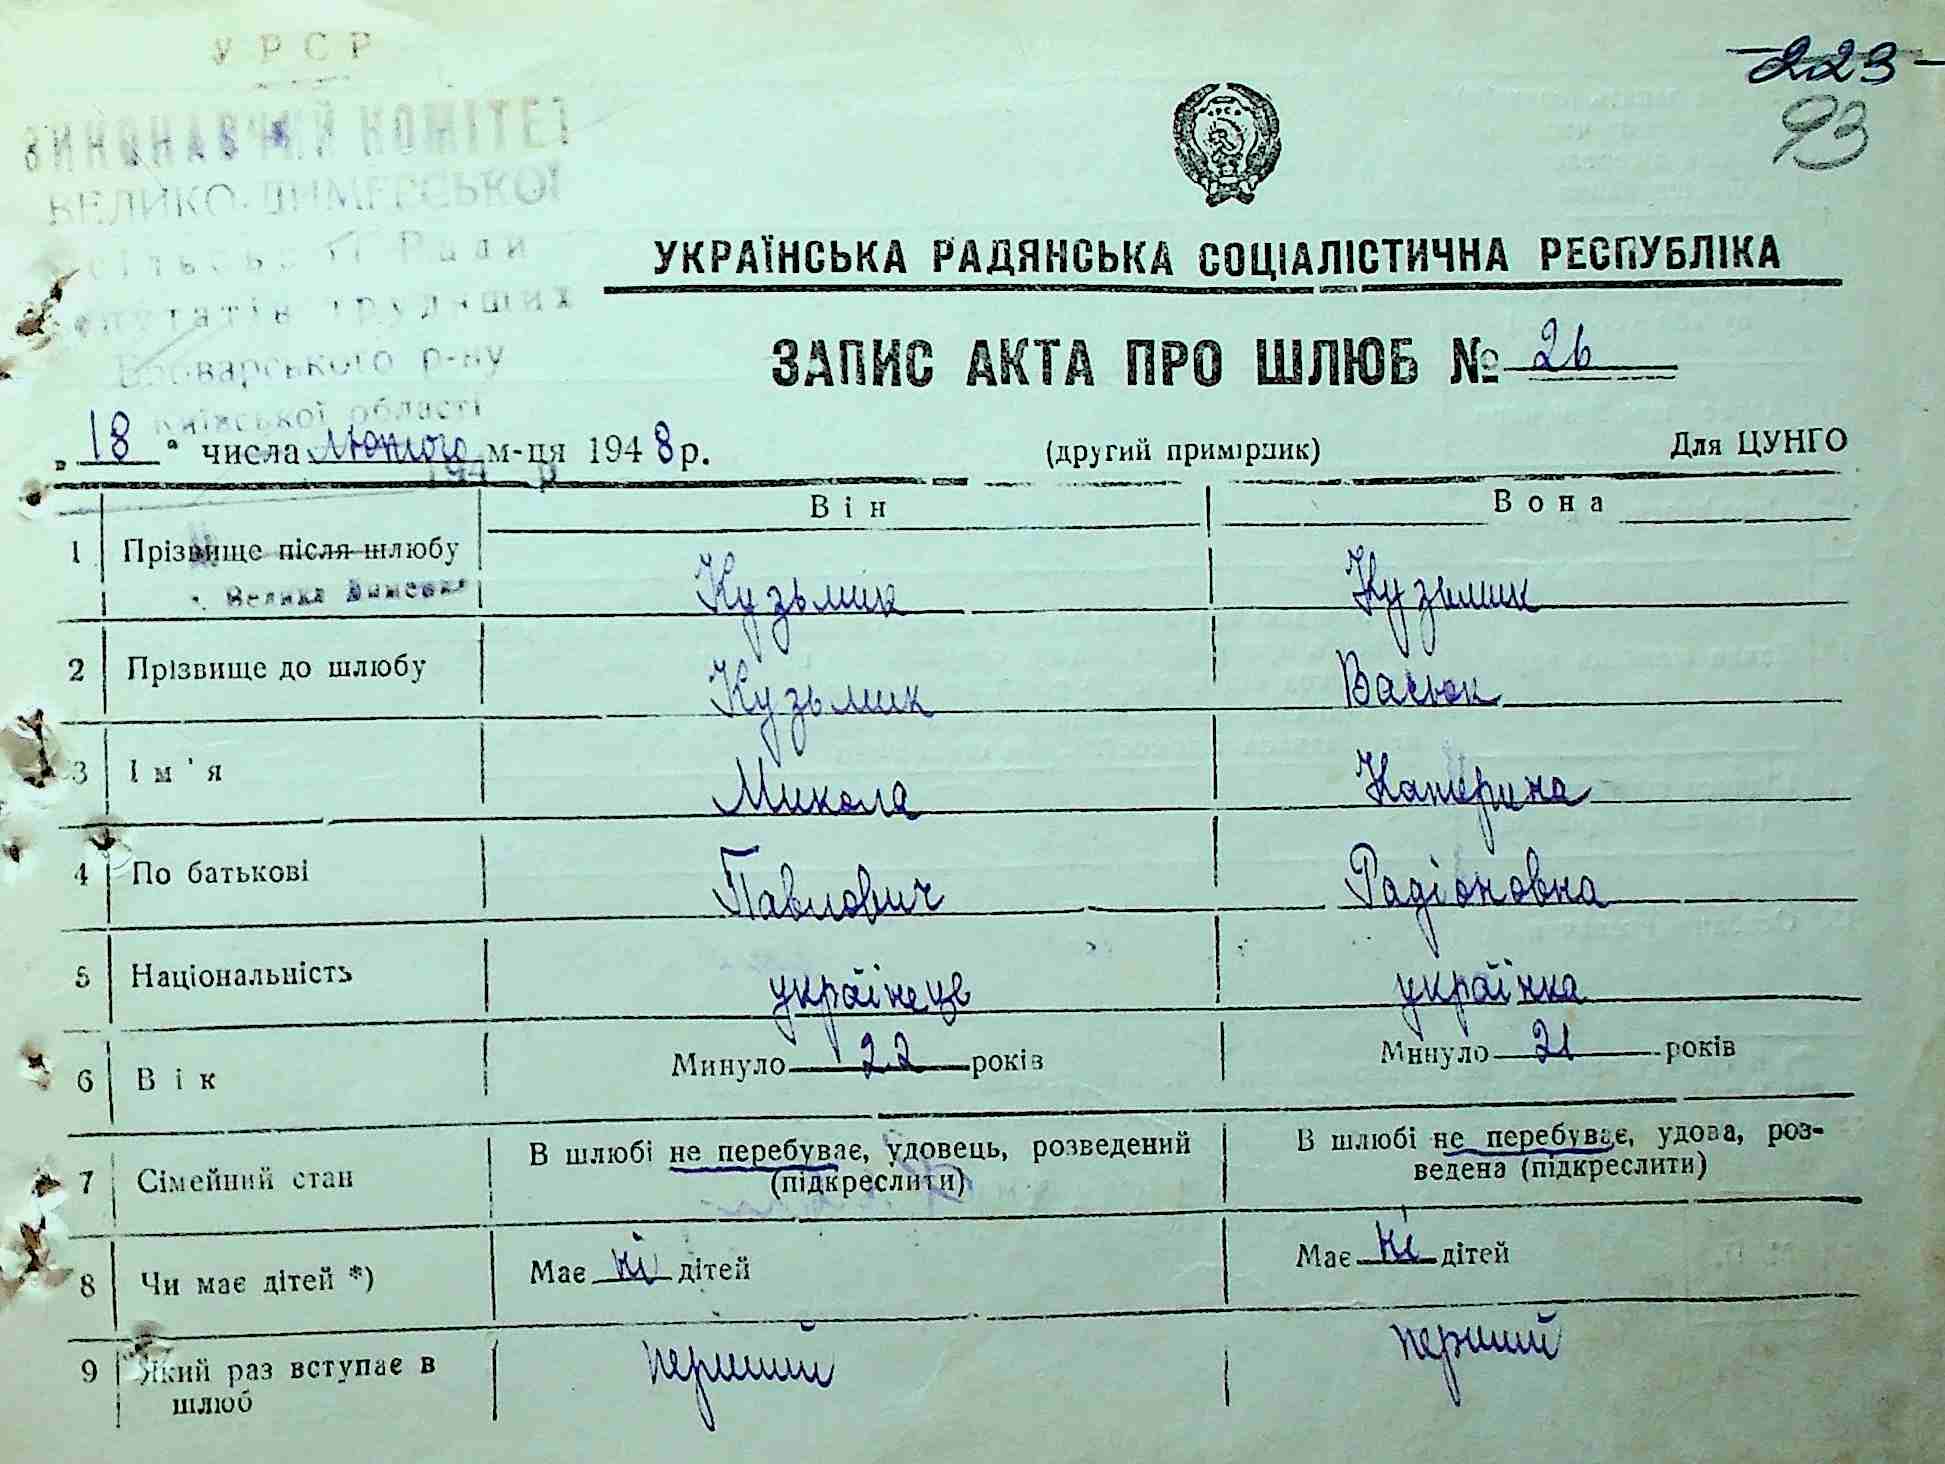 УРСР
ВИКОНАВЧИЙ КОМІТЕТ
ВЕЛИКО-ДИМЕРСЬКОЇ
сільської Ради
депутатів трудящих
Броварського р-ну
Київської області
194 р
с. Велика Димерка
223
93
УКРАЇНСЬКА РАДЯНСЬКА СОЦІАЛІСТИЧНА РЕСПУБЛІКА
ЗАПИС АКТА ПРО ШЛЮБ № 26
„ 18 " числа лютого м-ця 1948 р. (другий примірник) Для ЦУНГО
Він Вона
1 Прізвище після шлюбу Кузьмик Кузьмик
2 Прізвище до шлюбу Кузьмик Васюк
3 Ім'я Микола Катерина
4 По батькові Павлович Радіоновна
5 Національність українець українка
6 Вік Минуло 22 років Минуло 21 років
7 Сімейний стан В шлюбі не перебуває, удовець, розведений (підкреслити) В шлюбі не перебуває, удова, роз-
ведена (підкреслити)
8 Чи має дітей *) Має ні дітей Має ні дітей
9 Який раз вступає в шлюб перший перший